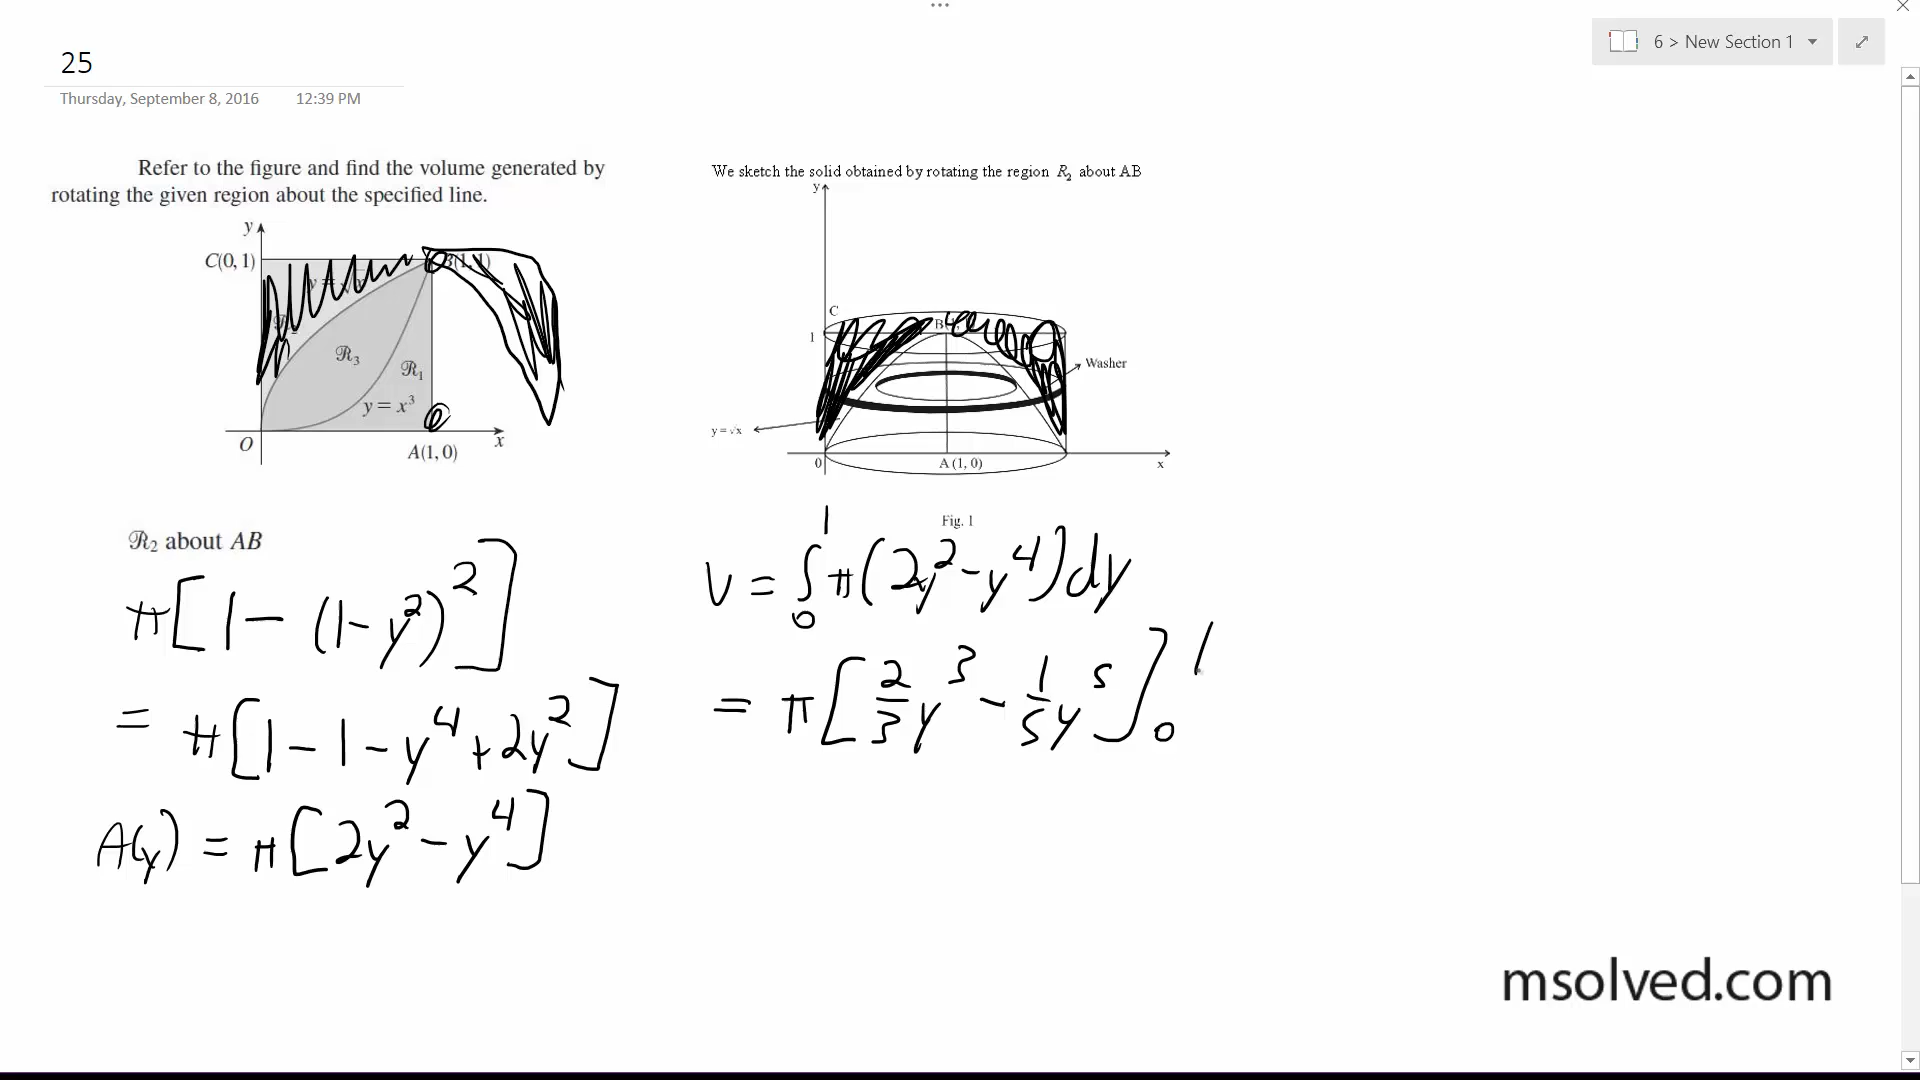 6 > New Section 1
25
Thursday, September 8, 2016 12:39 PM
Refer to the figure and find the volume generated by
rotating the given region about the specified line.
y
C(0, 1)
B(1, 1)
ℛ₃
ℛ₁
y = x³
O
A(1, 0)
x
We sketch the solid obtained by rotating the region R₂ about AB
y
C
B
1
Washer
y = √x
0
A (1, 0)
x
Fig. 1
ℛ₂ about AB
π[1 - (1 - y²)²]
= π[1 - 1 - y⁴ + 2y²]
A(y) = π[2y² - y⁴]
V = ∫₀¹ π(2y² - y⁴)dy
= π[2/3 y³ - 1/5 y⁵]₀¹
msolved.com